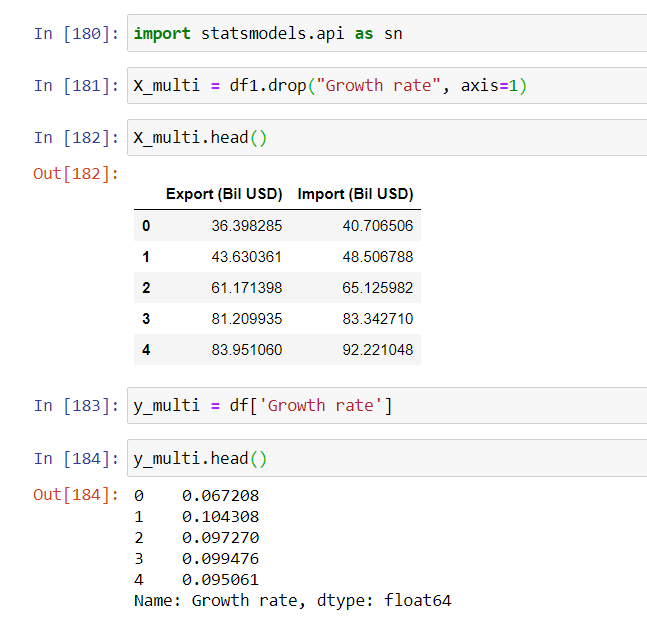 In [180]: import statsmodels.api as sn
In [181]: X_multi = df1.drop("Growth rate", axis=1)
In [182]: X_multi.head()
Out[182]:
Export (Bil USD) Import (Bil USD)
0 36.398285 40.706506
1 43.630361 48.506788
2 61.171398 65.125982
3 81.209935 83.342710
4 83.951060 92.221048
In [183]: y_multi = df['Growth rate']
In [184]: y_multi.head()
Out[184]: 0 0.067208
1 0.104308
2 0.097270
3 0.099476
4 0.095061
Name: Growth rate, dtype: float64